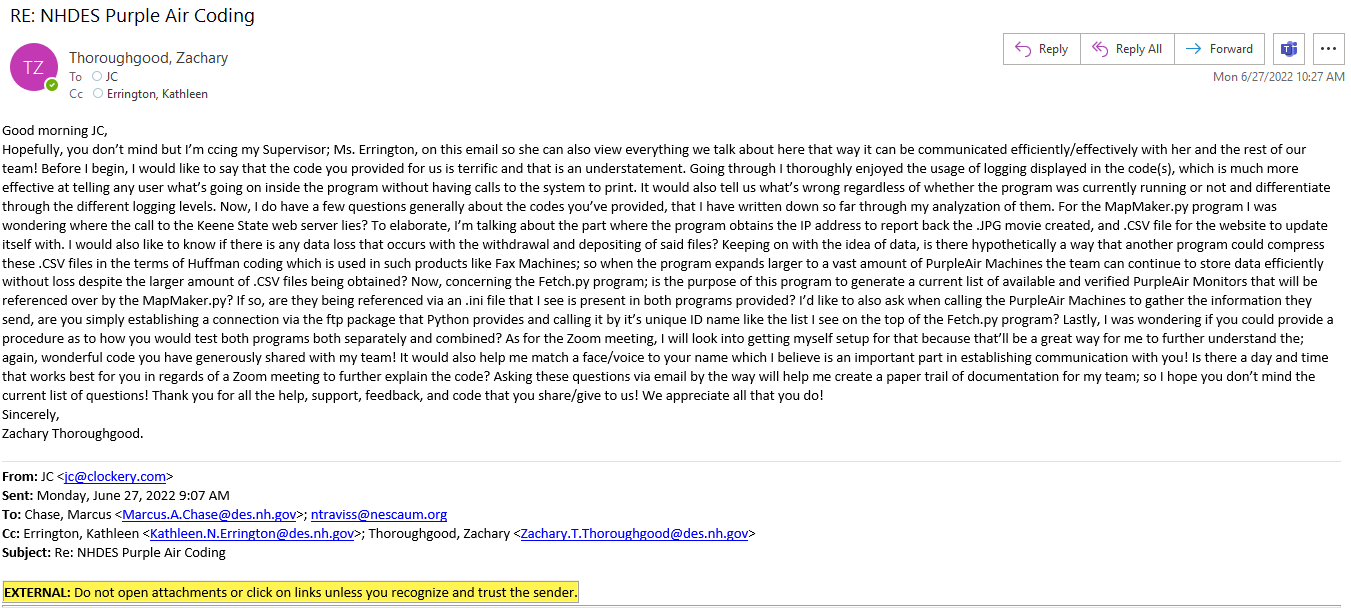 RE: NHDES Purple Air Coding
TZ
Thoroughgood, Zachary
To JC
Cc Errington, Kathleen
Reply
Reply All
Forward
Mon 6/27/2022 10:27 AM
Good morning JC,
Hopefully, you don’t mind but I’m ccing my Supervisor; Ms. Errington, on this email so she can also view everything we talk about here that way it can be communicated efficiently/effectively with her and the rest of our
team! Before I begin, I would like to say that the code you provided for us is terrific and that is an understatement. Going through I thoroughly enjoyed the usage of logging displayed in the code(s), which is much more
effective at telling any user what’s going on inside the program without having calls to the system to print. It would also tell us what’s wrong regardless of whether the program was currently running or not and differentiate
through the different logging levels. Now, I do have a few questions generally about the codes you’ve provided, that I have written down so far through my analyzation of them. For the MapMaker.py program I was
wondering where the call to the Keene State web server lies? To elaborate, I’m talking about the part where the program obtains the IP address to report back the .JPG movie created, and .CSV file for the website to update
itself with. I would also like to know if there is any data loss that occurs with the withdrawal and depositing of said files? Keeping on with the idea of data, is there hypothetically a way that another program could compress
these .CSV files in the terms of Huffman coding which is used in such products like Fax Machines; so when the program expands larger to a vast amount of PurpleAir Machines the team can continue to store data efficiently
without loss despite the larger amount of .CSV files being obtained? Now, concerning the Fetch.py program; is the purpose of this program to generate a current list of available and verified PurpleAir Monitors that will be
referenced over by the MapMaker.py? If so, are they being referenced via an .ini file that I see is present in both programs provided? I’d like to also ask when calling the PurpleAir Machines to gather the information they
send, are you simply establishing a connection via the ftp package that Python provides and calling it by it’s unique ID name like the list I see on the top of the Fetch.py program? Lastly, I was wondering if you could provide a
procedure as to how you would test both programs both separately and combined? As for the Zoom meeting, I will look into getting myself setup for that because that’ll be a great way for me to further understand the;
again, wonderful code you have generously shared with my team! It would also help me match a face/voice to your name which I believe is an important part in establishing communication with you! Is there a day and time
that works best for you in regards of a Zoom meeting to further explain the code? Asking these questions via email by the way will help me create a paper trail of documentation for my team; so I hope you don’t mind the
current list of questions! Thank you for all the help, support, feedback, and code that you share/give to us! We appreciate all that you do!
Sincerely,
Zachary Thoroughgood.
From: JC <jc@clockery.com>
Sent: Monday, June 27, 2022 9:07 AM
To: Chase, Marcus <Marcus.A.Chase@des.nh.gov>; ntraviss@nescaum.org
Cc: Errington, Kathleen <Kathleen.N.Errington@des.nh.gov>; Thoroughgood, Zachary <Zachary.T.Thoroughgood@des.nh.gov>
Subject: Re: NHDES Purple Air Coding
EXTERNAL: Do not open attachments or click on links unless you recognize and trust the sender.